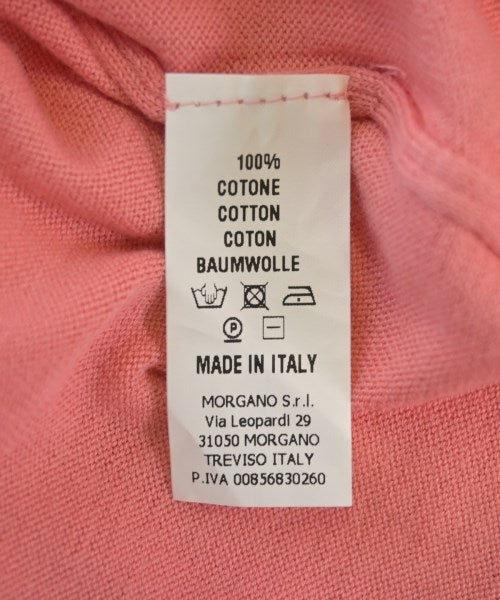 100%
COTONE
COTTON
COTON
BAUMWOLLE
P
MADE IN ITALY
MORGANO S.r.l.
Via Leopardi 29
31050 MORGANO
TREVISO ITALY
P.IVA 00856830260